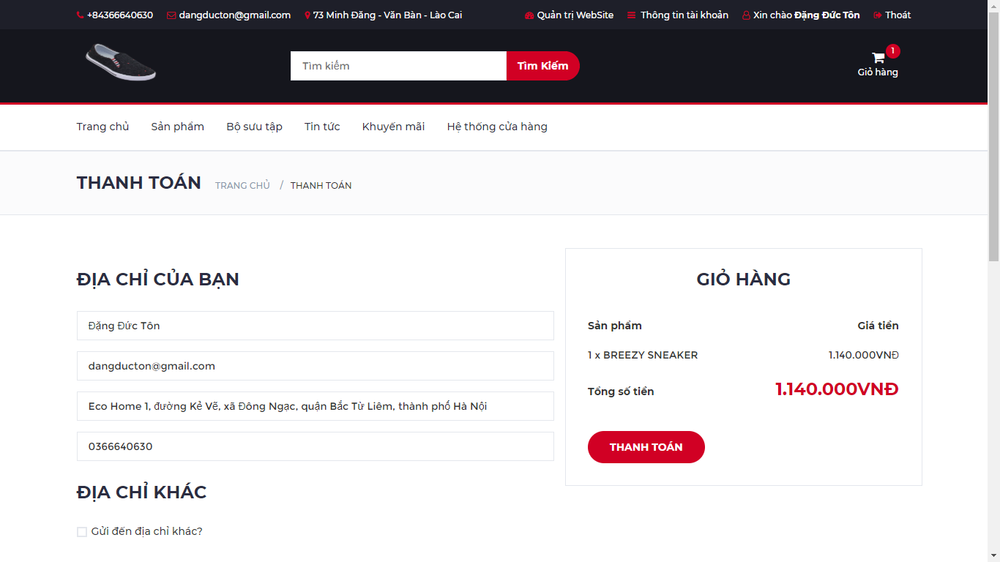 +84366640630 dangducton@gmail.com 73 Minh Đăng - Văn Bàn - Lào Cai Quản trị WebSite Thông tin tài khoản Xin chào Đặng Đức Tôn Thoát
Tìm kiếm Tìm Kiếm 1
Giỏ hàng
Trang chủ Sản phẩm Bộ sưu tập Tin tức Khuyến mãi Hệ thống cửa hàng
THANH TOÁN TRANG CHỦ / THANH TOÁN
ĐỊA CHỈ CỦA BẠN
Đặng Đức Tôn
dangducton@gmail.com
Eco Home 1, đường Kẻ Vẽ, xã Đông Ngạc, quận Bắc Từ Liêm, thành phố Hà Nội
0366640630
ĐỊA CHỈ KHÁC
Gửi đến địa chỉ khác?
GIỎ HÀNG
Sản phẩm Giá tiền
1 x BREEZY SNEAKER 1.140.000VNĐ
Tổng số tiền 1.140.000VNĐ
THANH TOÁN